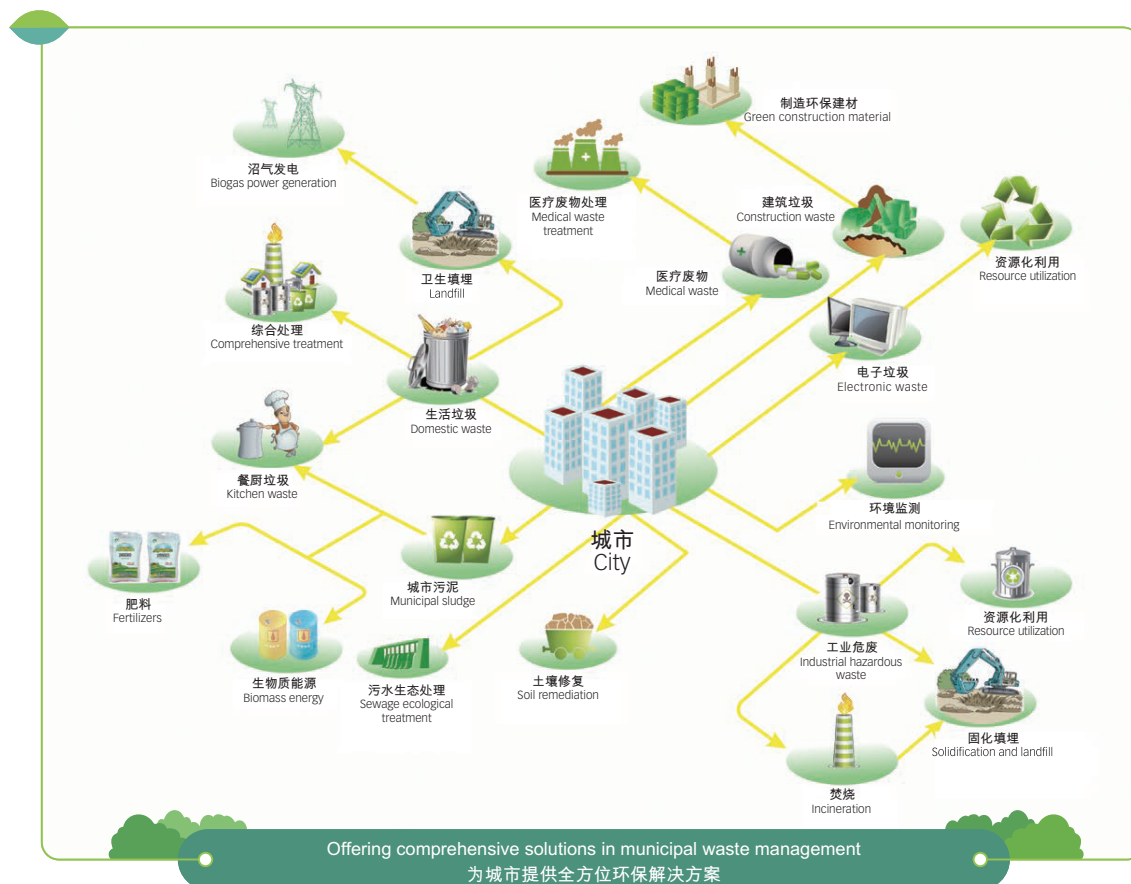 制造环保建材
Green construction material
沼气发电
Biogas power generation
医疗废物处理
Medical waste
treatment
建筑垃圾
Construction waste
资源化利用
Resource utilization
医疗废物
Medical waste
卫生填埋
Landfill
综合处理
Comprehensive treatment
电子垃圾
Electronic waste
生活垃圾
Domestic waste
餐厨垃圾
Kitchen waste
环境监测
Environmental monitoring
城市
City
城市污泥
Municipal sludge
肥料
Fertilizers
资源化利用
Resource utilization
工业危废
Industrial hazardous
waste
生物质能源
Biomass energy
污水生态处理
Sewage ecological
treatment
土壤修复
Soil remediation
固化填埋
Solidification and landfill
焚烧
Incineration
Offering comprehensive solutions in municipal waste management
为城市提供全方位环保解决方案